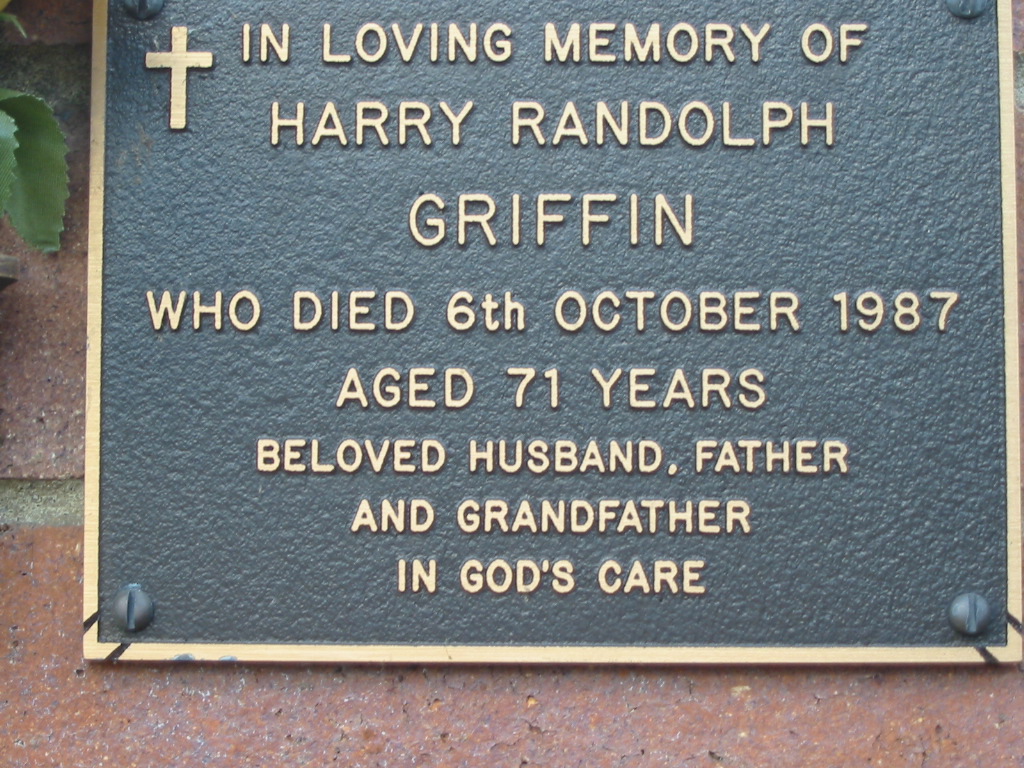 IN LOVING MEMORY OF
HARRY RANDOLPH
GRIFFIN
WHO DIED 6th OCTOBER 1987
AGED 71 YEARS
BELOVED HUSBAND, FATHER
AND GRANDFATHER
IN GOD'S CARE